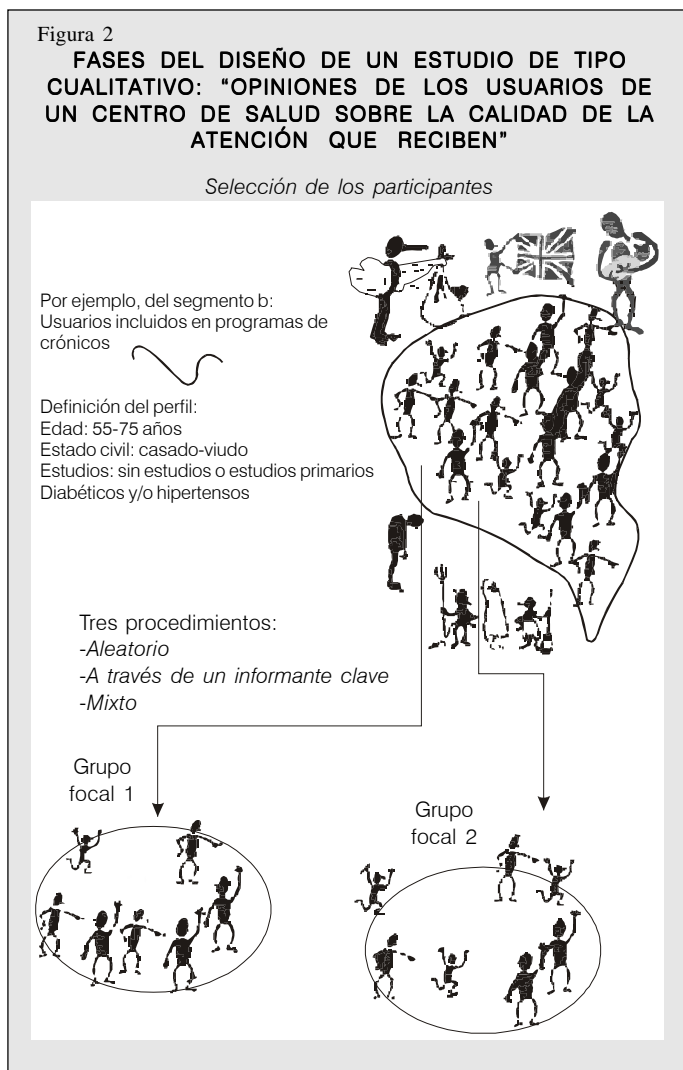 Figura 2
FASES DEL DISEÑO DE UN ESTUDIO DE TIPO
CUALITATIVO: “OPINIONES DE LOS USUARIOS DE
UN CENTRO DE SALUD SOBRE LA CALIDAD DE LA
ATENCIÓN QUE RECIBEN”
Selección de los participantes
Por ejemplo, del segmento b:
Usuarios incluidos en programas de
crónicos
Definición del perfil:
Edad: 55-75 años
Estado civil: casado-viudo
Estudios: sin estudios o estudios primarios
Diabéticos y/o hipertensos
Tres procedimientos:
-Aleatorio
-A través de un informante clave
-Mixto
Grupo
focal 1
Grupo
focal 2